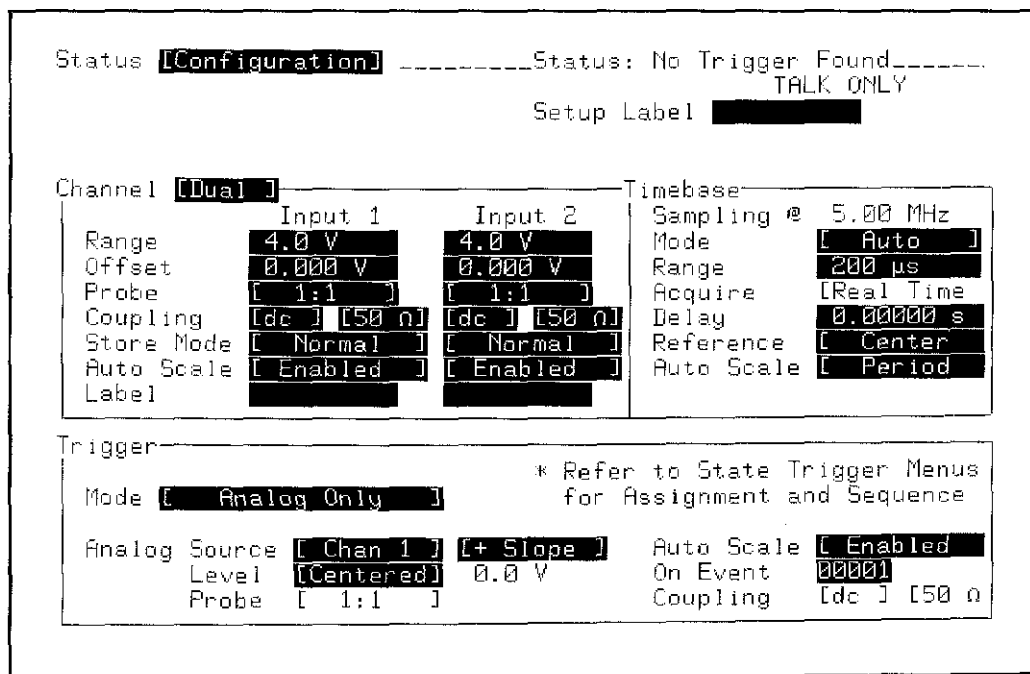 Status [Configuration] _________Status: No Trigger Found______
TALK ONLY
Setup Label
Channel [Dual ] Timebase
Input 1 Input 2 Sampling @ 5.00 MHz
Range 4.0 V 4.0 V Mode [ Auto ]
Offset 0.000 V 0.000 V Range 200 µs
Probe [ 1:1 ] [ 1:1 ] Acquire [Real Time
Coupling [dc ] [50 Ω] [dc ] [50 Ω] Delay 0.00000 s
Store Mode [ Normal ] [ Normal ] Reference [ Center
Auto Scale [ Enabled ] [ Enabled ] Auto Scale [ Period
Label
Trigger
* Refer to State Trigger Menus
Mode [ Analog Only ] for Assignment and Sequence
Analog Source [ Chan 1 ] [+ Slope ] Auto Scale [ Enabled
Level [Centered] 0.0 V On Event 00001
Probe [ 1:1 ] Coupling [dc ] [50 Ω